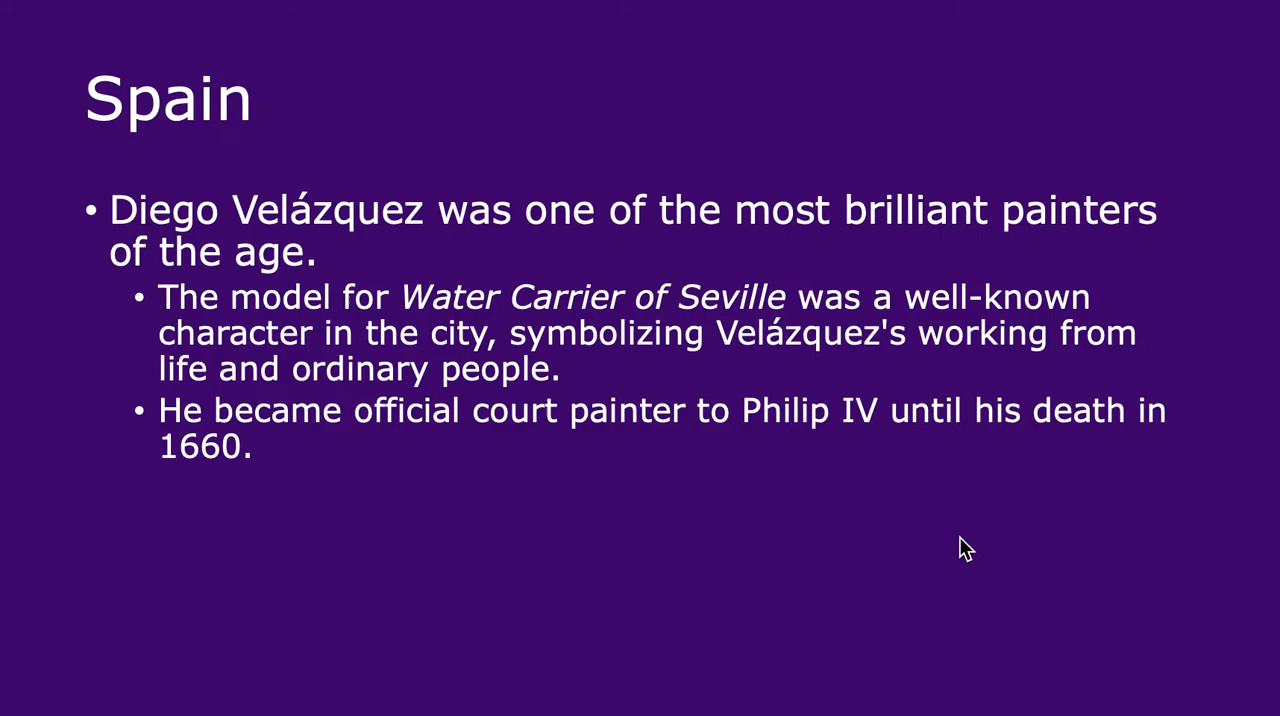 Spain
• Diego Velázquez was one of the most brilliant painters
of the age.
• The model for Water Carrier of Seville was a well-known
character in the city, symbolizing Velázquez's working from
life and ordinary people.
• He became official court painter to Philip IV until his death in
1660.